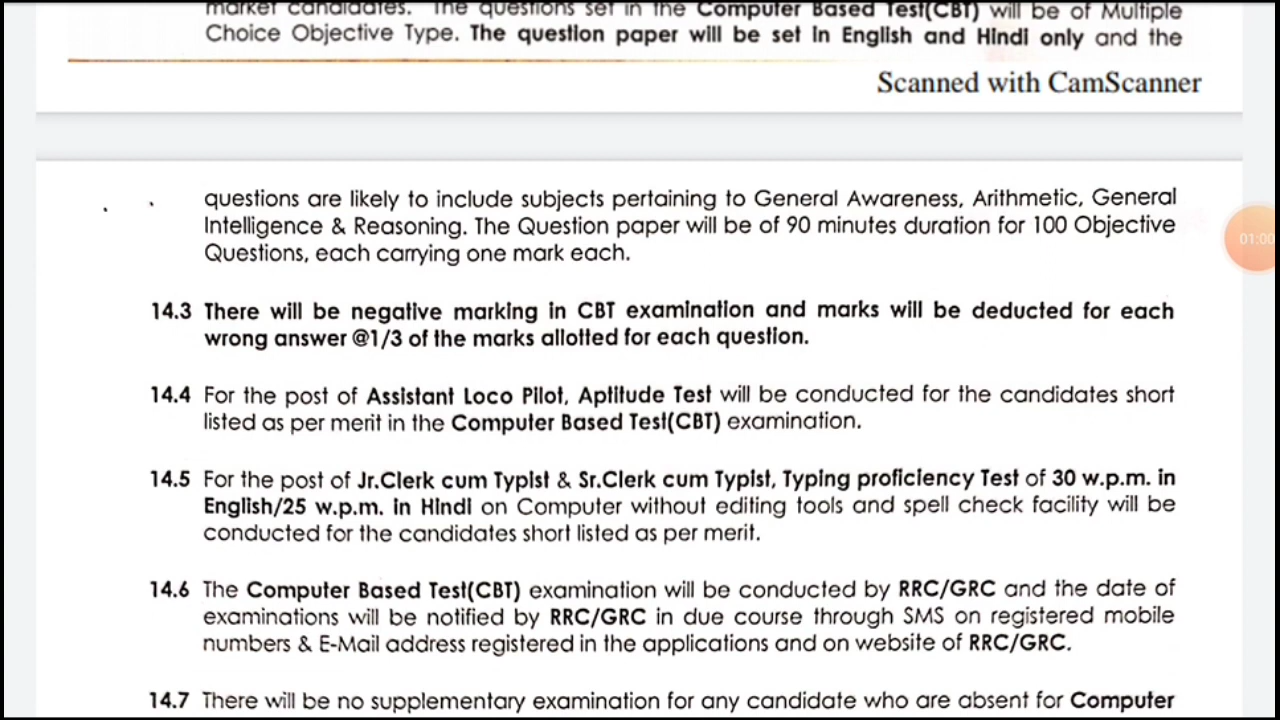 market candidates. The questions set in the Computer Based Test(CBT) will be of Multiple
Choice Objective Type. The question paper will be set in English and Hindi only and the
Scanned with CamScanner
questions are likely to include subjects pertaining to General Awareness, Arithmetic, General
Intelligence & Reasoning. The Question paper will be of 90 minutes duration for 100 Objective
Questions, each carrying one mark each.
14.3 There will be negative marking in CBT examination and marks will be deducted for each
wrong answer @1/3 of the marks allotted for each question.
14.4 For the post of Assistant Loco Pilot, Aptitude Test will be conducted for the candidates short
listed as per merit in the Computer Based Test(CBT) examination.
14.5 For the post of Jr.Clerk cum Typist & Sr.Clerk cum Typist, Typing proficiency Test of 30 w.p.m. in
English/25 w.p.m. in Hindi on Computer without editing tools and spell check facility will be
conducted for the candidates short listed as per merit.
14.6 The Computer Based Test(CBT) examination will be conducted by RRC/GRC and the date of
examinations will be notified by RRC/GRC in due course through SMS on registered mobile
numbers & E-Mail address registered in the applications and on website of RRC/GRC.
14.7 There will be no supplementary examination for any candidate who are absent for Computer
01:00